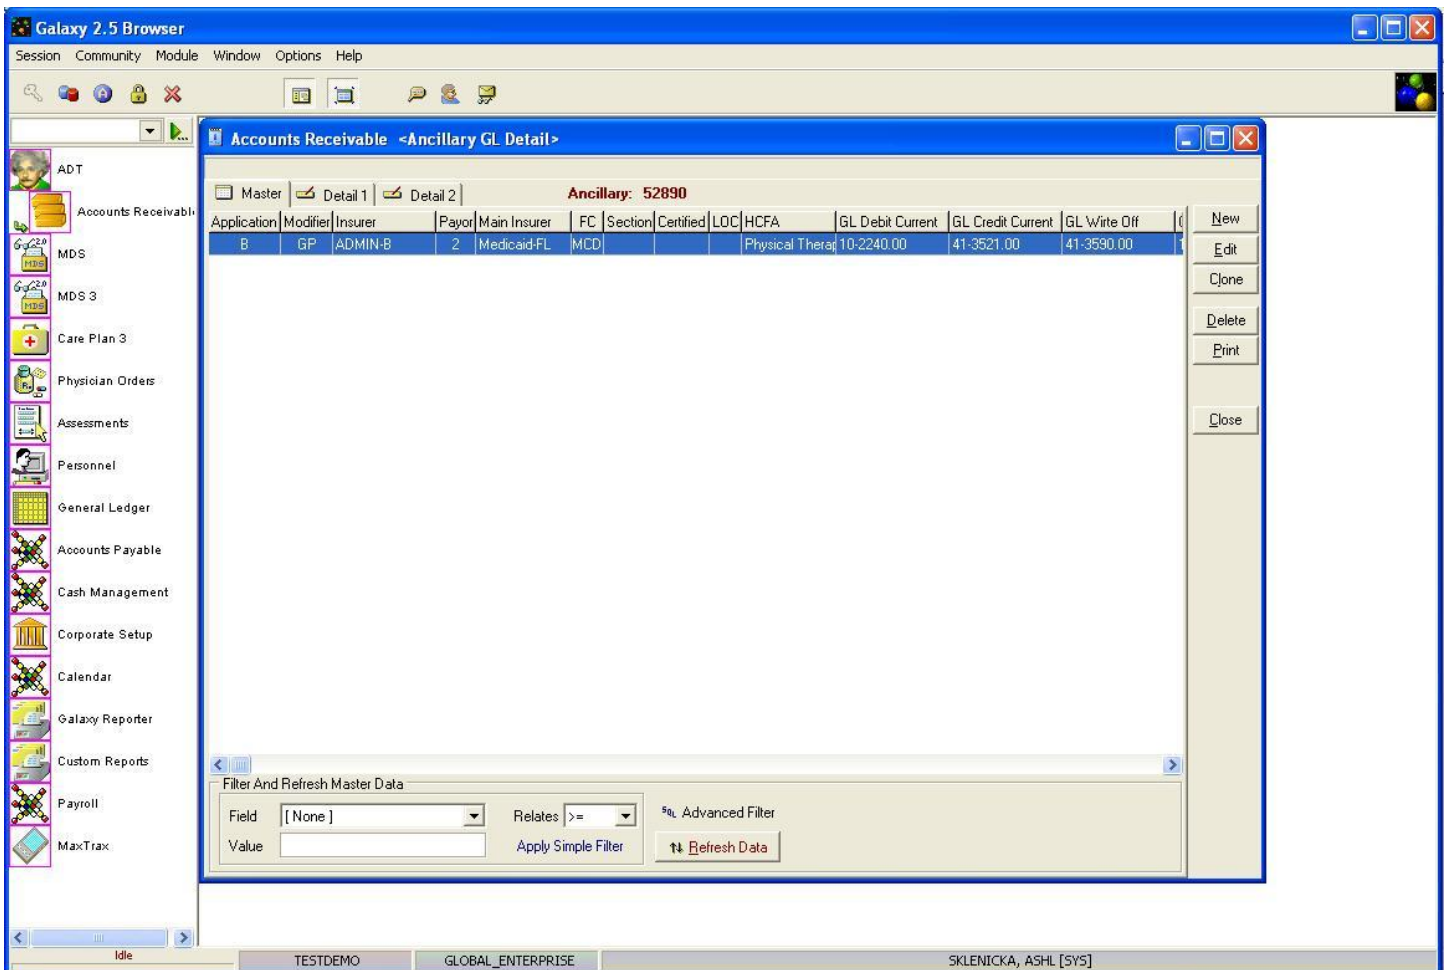 Galaxy 2.5 Browser
Session Community Module Window Options Help
Accounts Receivable <Ancillary GL Detail>
ADT
Accounts Receivabl
MDS
MDS 3
Care Plan 3
Physician Orders
Assessments
Personnel
General Ledger
Accounts Payable
Cash Management
Corporate Setup
Calendar
Galaxy Reporter
Custom Reports
Payroll
MaxTrax
Master Detail 1 Detail 2 Ancillary: 52890
Application Modifier Insurer Payor Main Insurer FC Section Certified LOC HCFA GL Debit Current GL Credit Current GL Wirte Off
B GP ADMIN-B 2 Medicaid-FL MCD Physical Therap 10-2240.00 41-3521.00 41-3590.00 1
New
Edit
Clone
Delete
Print
Close
Filter And Refresh Master Data
Field [ None ] Relates >= SQL Advanced Filter
Value Apply Simple Filter Refresh Data
Idle TESTDEMO GLOBAL_ENTERPRISE SKLENICKA, ASHL [SYS]